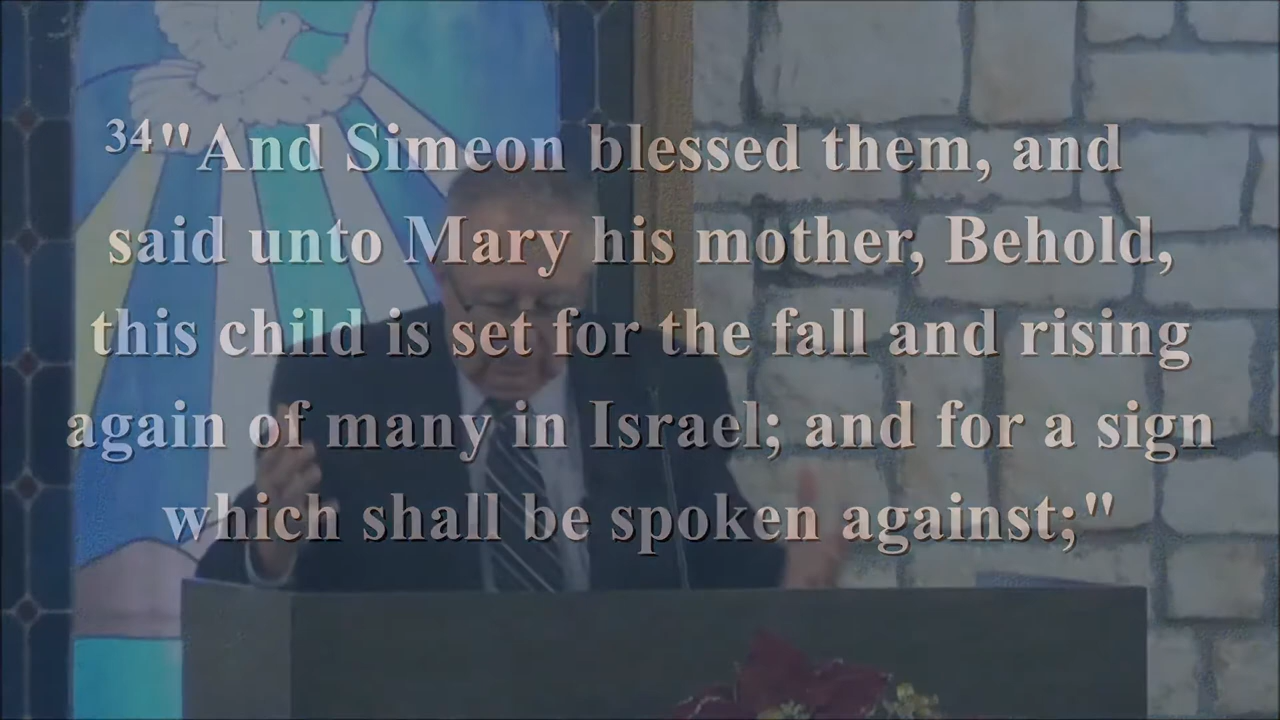 34"And Simeon blessed them, and
said unto Mary his mother, Behold,
this child is set for the fall and rising
again of many in Israel; and for a sign
which shall be spoken against;"